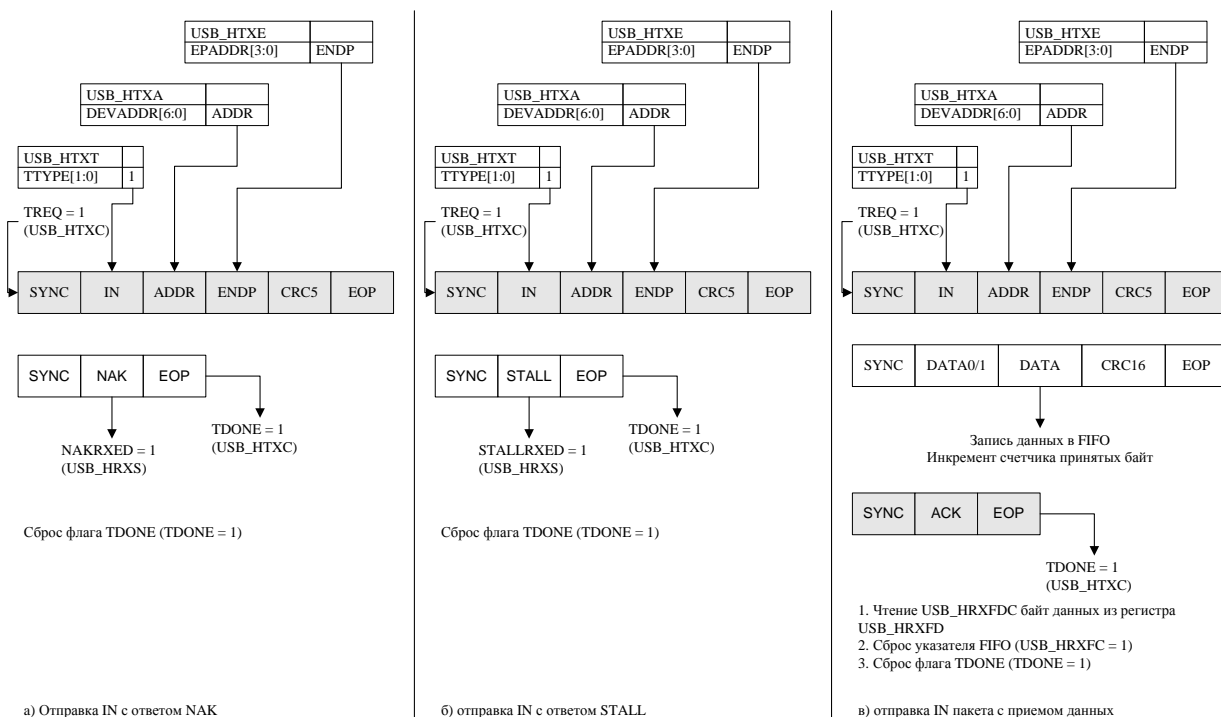 USB_HTXE
EPADDR[3:0] ENDP
USB_HTXA
DEVADDR[6:0] ADDR
USB_HTXT
TTYPE[1:0] 1
TREQ = 1
(USB_HTXC)
SYNC IN ADDR ENDP CRC5 EOP
SYNC NAK EOP
NAKRXED = 1
(USB_HRXS)
TDONE = 1
(USB_HTXC)
Сброс флага TDONE (TDONE = 1)
а) Отправка IN с ответом NAK
USB_HTXE
EPADDR[3:0] ENDP
USB_HTXA
DEVADDR[6:0] ADDR
USB_HTXT
TTYPE[1:0] 1
TREQ = 1
(USB_HTXC)
SYNC IN ADDR ENDP CRC5 EOP
SYNC STALL EOP
STALLRXED = 1
(USB_HRXS)
TDONE = 1
(USB_HTXC)
Сброс флага TDONE (TDONE = 1)
б) отправка IN с ответом STALL
USB_HTXE
EPADDR[3:0] ENDP
USB_HTXA
DEVADDR[6:0] ADDR
USB_HTXT
TTYPE[1:0] 1
TREQ = 1
(USB_HTXC)
SYNC IN ADDR ENDP CRC5 EOP
SYNC DATA0/1 DATA CRC16 EOP
Запись данных в FIFO
Инкремент счетчика принятых байт
SYNC ACK EOP
TDONE = 1
(USB_HTXC)
1. Чтение USB_HRXFDC байт данных из регистра
USB_HRXFD
2. Сброс указателя FIFO (USB_HRXFC = 1)
3. Сброс флага TDONE (TDONE = 1)
в) отправка IN пакета с приемом данных